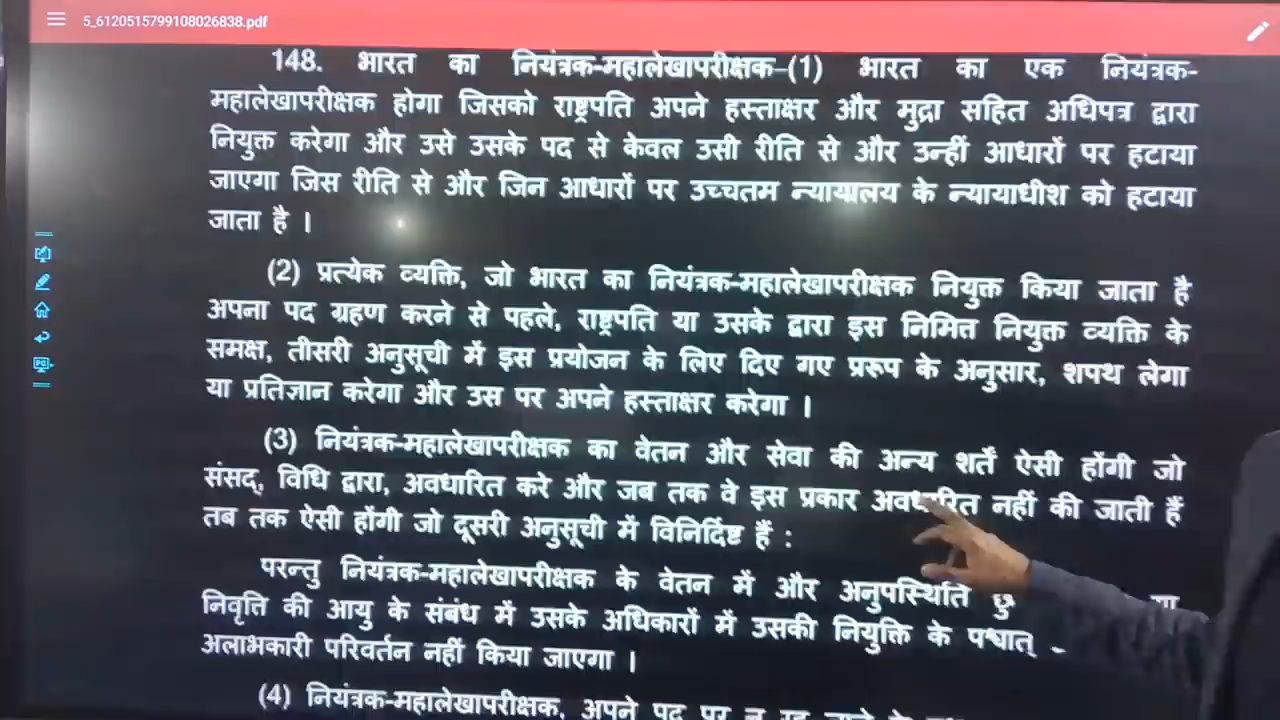 5_6120515799108026838.pdf
148. भारत का नियंत्रक-महालेखापरीक्षक–(1) भारत का एक नियंत्रक-
महालेखापरीक्षक होगा जिसको राष्ट्रपति अपने हस्ताक्षर और मुद्रा सहित अधिपत्र द्वारा
नियुक्त करेगा और उसे उसके पद से केवल उसी रीति से और उन्हीं आधारों पर हटाया
जाएगा जिस रीति से और जिन आधारों पर उच्चतम न्यायालय के न्यायाधीश को हटाया
जाता है ।
(2) प्रत्येक व्यक्ति, जो भारत का नियंत्रक-महालेखापरीक्षक नियुक्त किया जाता है
अपना पद ग्रहण करने से पहले, राष्ट्रपति या उसके द्वारा इस निमित्त नियुक्त व्यक्ति के
समक्ष, तीसरी अनुसूची में इस प्रयोजन के लिए दिए गए प्ररूप के अनुसार, शपथ लेगा
या प्रतिज्ञान करेगा और उस पर अपने हस्ताक्षर करेगा ।
(3) नियंत्रक-महालेखापरीक्षक का वेतन और सेवा की अन्य शर्तें ऐसी होंगी जो
संसद्, विधि द्वारा, अवधारित करे और जब तक वे इस प्रकार अवधारित नहीं की जाती हैं
तब तक ऐसी होंगी जो दूसरी अनुसूची में विनिर्दिष्ट हैं :
परन्तु नियंत्रक-महालेखापरीक्षक के वेतन में और अनुपस्थिति
निवृत्ति की आयु के संबंध में उसके अधिकारों में उसकी नियुक्ति के पश्चात्
अलाभकारी परिवर्तन नहीं किया जाएगा ।
(4) नियंत्रक-महालेखापरीक्षक, अपने पद पर न रह जाने के